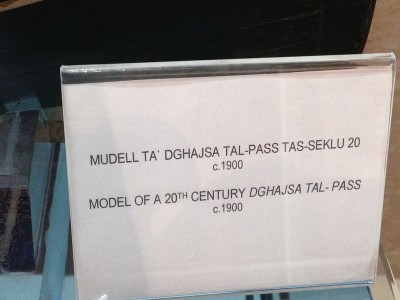 MUDELL TA` DGHAJSA TAL-PASS TAS-SEKLU 20
c.1900
MODEL OF A 20TH CENTURY DGHAJSA TAL- PASS
c.1900